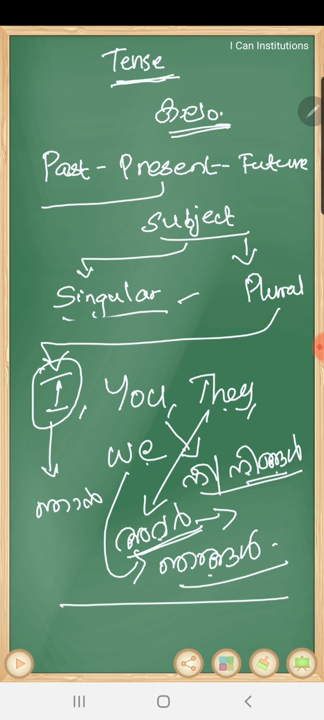 I Can Institutions
Tense
കാലം.
Past - Present -- Future
Subject
Singular - Plural
I, You, They,
we നീ നിങ്ങൾ
ഞാൻ
അവർ
ഞങ്ങൾ.